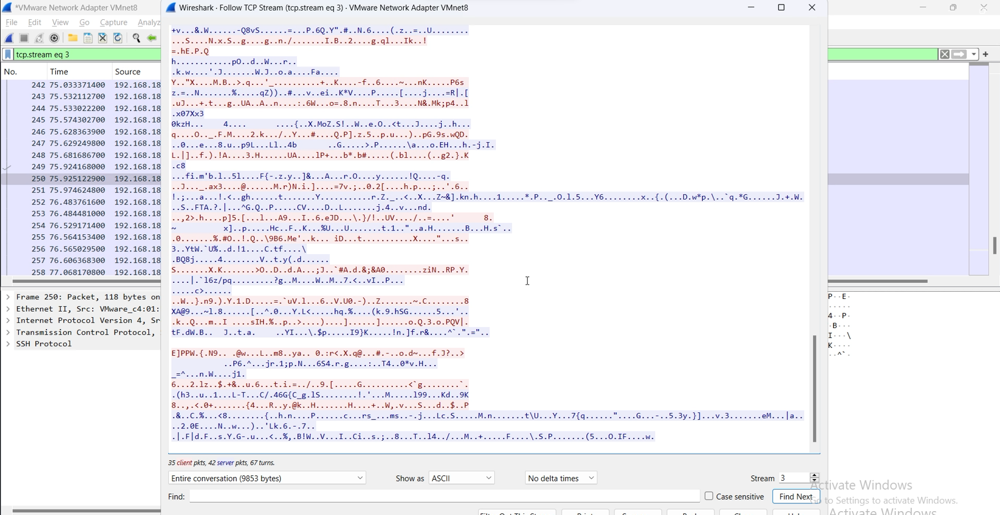 *VMware Network Adapter VMnet8
Wireshark · Follow TCP Stream (tcp.stream eq 3) · VMware Network Adapter VMnet8
File Edit View Go Capture Analyz
tcp.stream eq 3
No. Time Source
242 75.033371400 192.168.18
243 75.532112700 192.168.18
244 75.533022200 192.168.18
245 75.574302700 192.168.18
246 75.628363900 192.168.18
247 75.629249800 192.168.18
248 75.681686700 192.168.18
249 75.924168000 192.168.18
250 75.925122900 192.168.18
251 75.974624800 192.168.18
252 76.483761600 192.168.18
253 76.484481000 192.168.18
254 76.529171400 192.168.18
255 76.564153400 192.168.18
256 76.565029500 192.168.18
257 76.606368300 192.168.18
258 77.068170800 192.168.18
Frame 250: Packet, 118 bytes on
Ethernet II, Src: VMware_c4:01:
Internet Protocol Version 4, Sr
Transmission Control Protocol,
SSH Protocol
+v...&.W......-Q8vS......=...P.6Q.Y".#..N.6....(.z..=..U........
...S....N.x.S..g....g..n./.......I.B..2....g.ql...Ik..!
=.hE.P.Q
h............pO..d..W...r..
.k.w....'.J.......W.J..o.a....Fa....
Y.."X....M.B..>.q...'_..........+..K....-f..6....~...nK.....P6s
z.=..N.......%.....qZ))..#...v..ei..K*V....P.....[....j....=R|.[
.uJ...+.t...g..UA..A..n....:.6W...o=.8.n....T...3....N&.Mk;p4..l
.x07Xx3
0kzH... 4.... ....{..X.MoZ.S!..W..e.O..<t...J....j..h...
q....O.._.F.M....2.k.../..Y...#....Q.P].z.5..p.u...)..pG.9s.wQD.
..0...e...8.u..p9L...Ll..4b ..G.....>.P......\a...o.EH...h.-j.I.
L.|]..f.).!A....3.H......UA....lP+...b*.b#.....(.bl....(..g2.}.K
.c8
...fi.m'b.l..5l....F{-.z.y..]&...A...r.O....y......!Q....-q.
..J..._.ax3....@......M.r)N.i.]....=7v.;..0.2[....h.p...;..'.6..
!.;...a...!.<..gh......t.......Y...........r.Z._..<..X...Z~&].kn.h....1.....*.P.._.O.l.5...Y6........x..{.(...D.w*p.\..`q.*G......J.+.W.
..S..FTA.?.|...^G.Q..P.....CV....D..L.......j.4..v...nd.
..,2>.h....p]5.[...l...A9...I..6.eJD...\.}/!..UV..../..=....' 8.
~ x]..p.....Hc..F..K...%U...U.......t.1.."..a.H.......B...H.s`..
.0.......%.#O..!.Q..\9B6.Me'..k... iD...t...........X...."...s..
3..YtW.`U%..d.!1....C.tf....\
.BQ8j.....4........V..t.y(.d......
S.......X.K.......>O..D..d.A...;J..`#A.d.&;&A0........ziN..RP.Y.
....|.`l6z/pq.........?g..M....W..M..7.<..vI..P...
.....c>......
..W..}.n9.).Y.1.D.....=.`uV.l...6..V.U0.-)..Z.......~.C........8
XA@9...~l.8......[..^.0...Y.L<.....hq.%....(k.9.hSG......5...'..
.k..Q...m..I ....sIH.%..p..>....)....]......].......o.Q.3.o.PQV|.
tF.dW.B.. J..t.a. ..YI...\.$p.....I9}K.....!n.]f.r&....^`.".="..
E]PPW.{.N9.. .@w...L..m8..ya.. 0.:r<.X.q@...#.-..o.d~...f.J?..>
..P6.^...jr.1;p.N...6S4.r.g....:..T4..0*v.H...
_=^...n.W....j1.
6...2.lz..$.+&..u.6...t.i.=../..9.[.....G..........<`g........`.
.(h3..u..1...L-T...C/.46G{C_g.lS........!.'...M.....l99...Kd..9K
8..,.<.0+.......{4...R..y.@k..H.......H....+..W,.v...S...d..$..P
.&..C.%...<8........{..h.n....P......c...rs_...ms..-.j...Lc.S.....M.n.......t\U...Y...7{q......"....G...-..5.3y.}]...v.3.......eM...|a..
..2.0E....N..w...)..'Lk.6.-.7..
.|.F|d.F..s.Y.G-.u...<..%,.B!W..V...I..Ci..s.;..8...T..l4../...M..+.....F....\.S.P.......(5...O.IF....w.
P··E·
·····
4··P·
·B···
I···\
K····
··^`·
35 client pkts, 42 server pkts, 67 turns.
Entire conversation (9853 bytes) Show as ASCII No delta times Stream 3
Find: Case sensitive Find Next
Activate Windows
Go to Settings to activate Windows.
Activate Windows